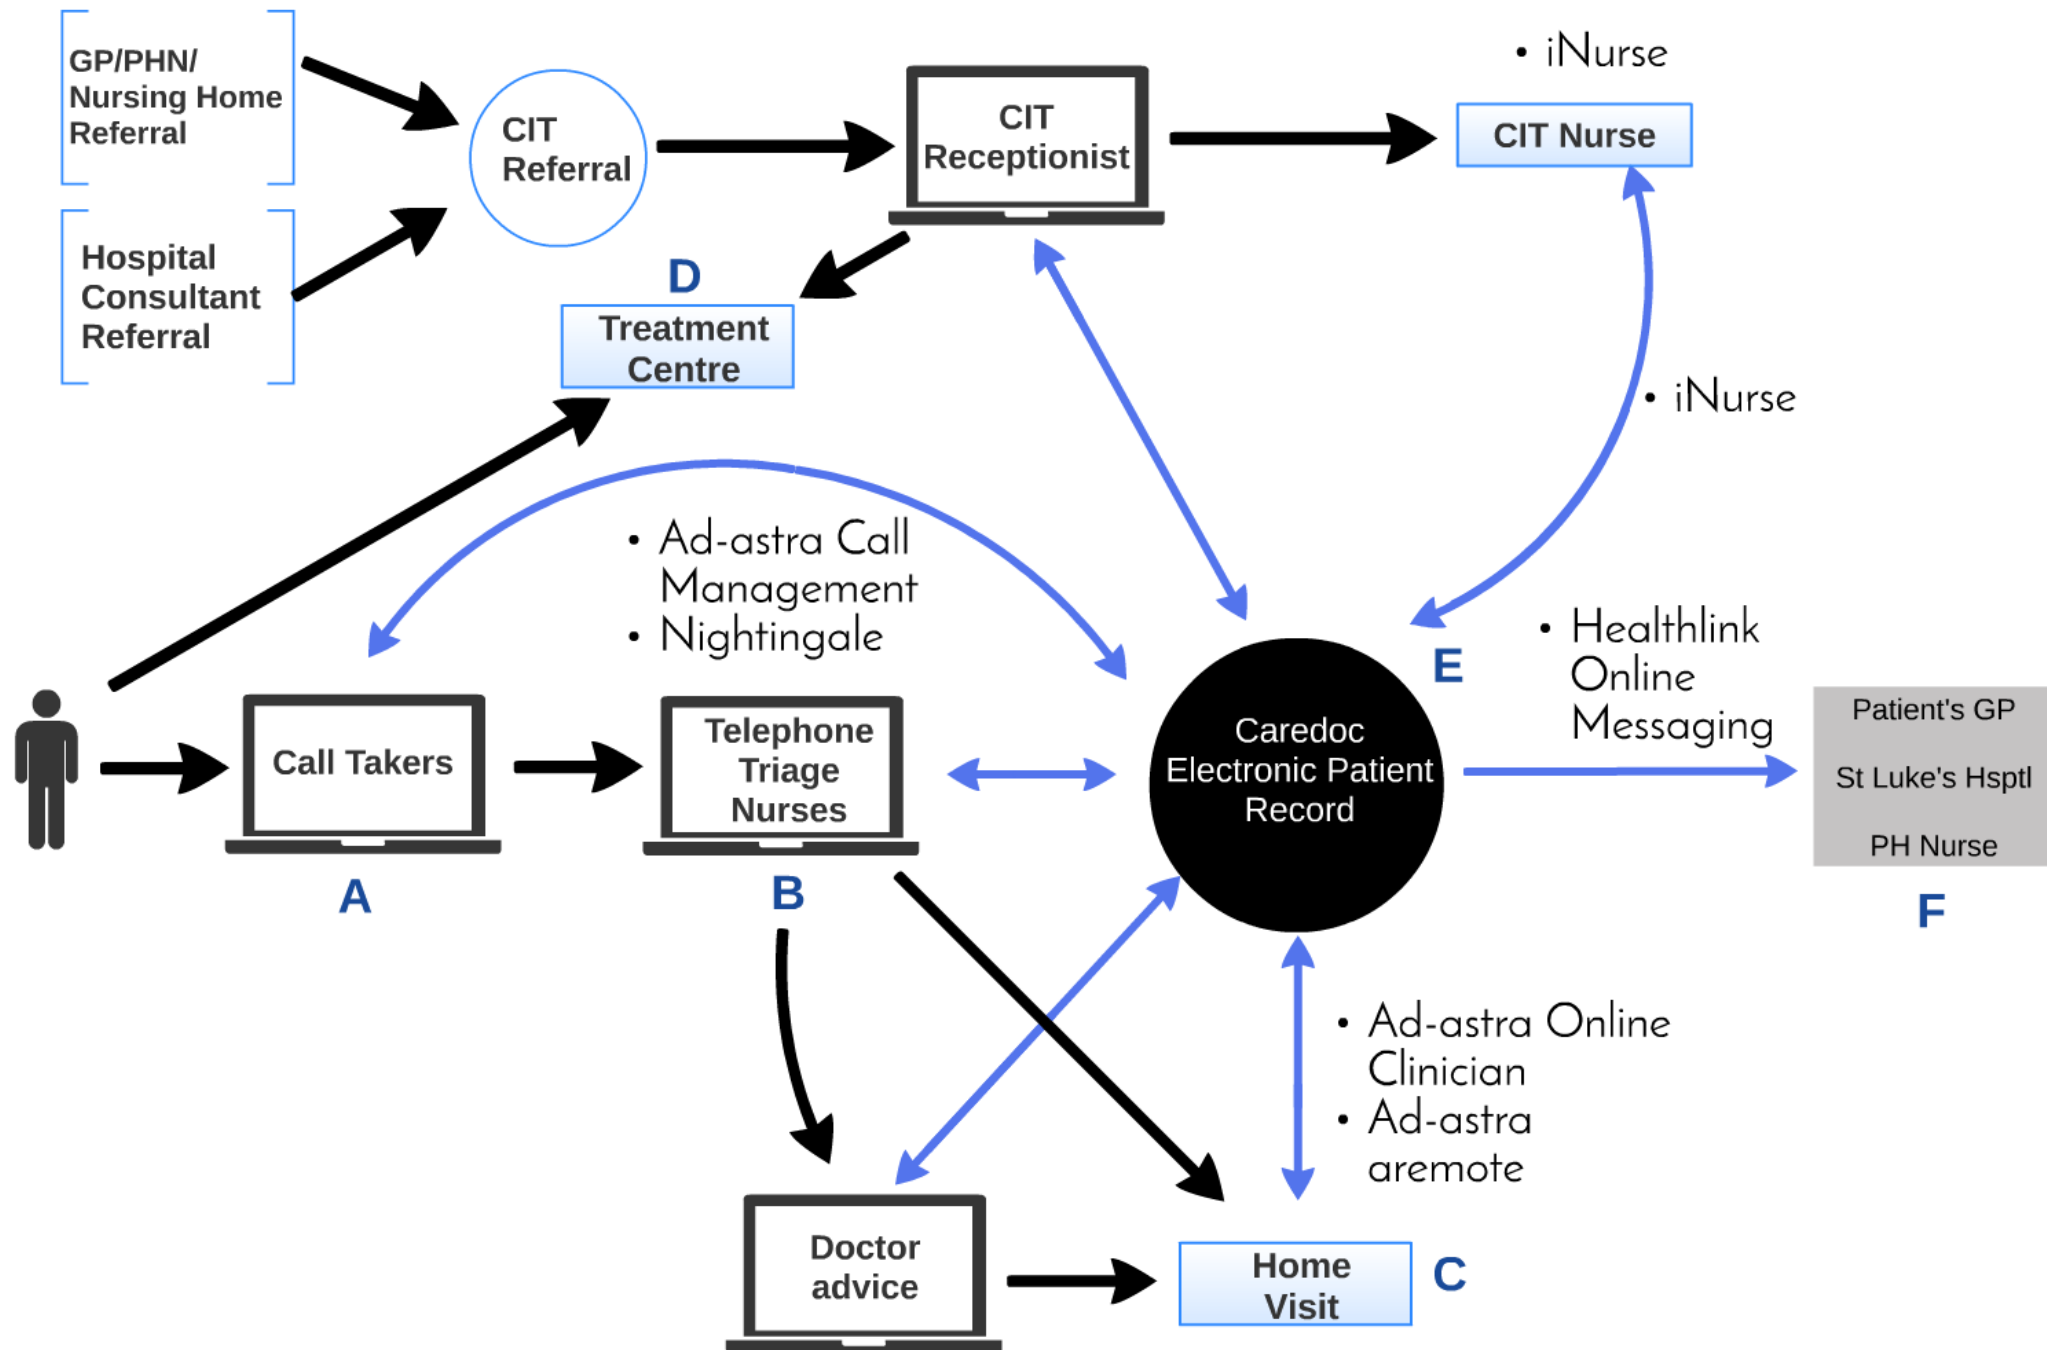 GP/PHN/
Nursing Home
Referral
Hospital
Consultant
Referral
CIT
Referral
CIT
Receptionist
• iNurse
CIT Nurse
D
Treatment
Centre
• iNurse
• Ad-astra Call
Management
• Nightingale
Call Takers
A
Telephone
Triage
Nurses
B
Caredoc
Electronic Patient
Record
E
• Healthlink
Online
Messaging
Patient's GP
St Luke's Hsptl
PH Nurse
F
• Ad-astra Online
Clinician
• Ad-astra
aremote
Doctor
advice
Home
Visit
C